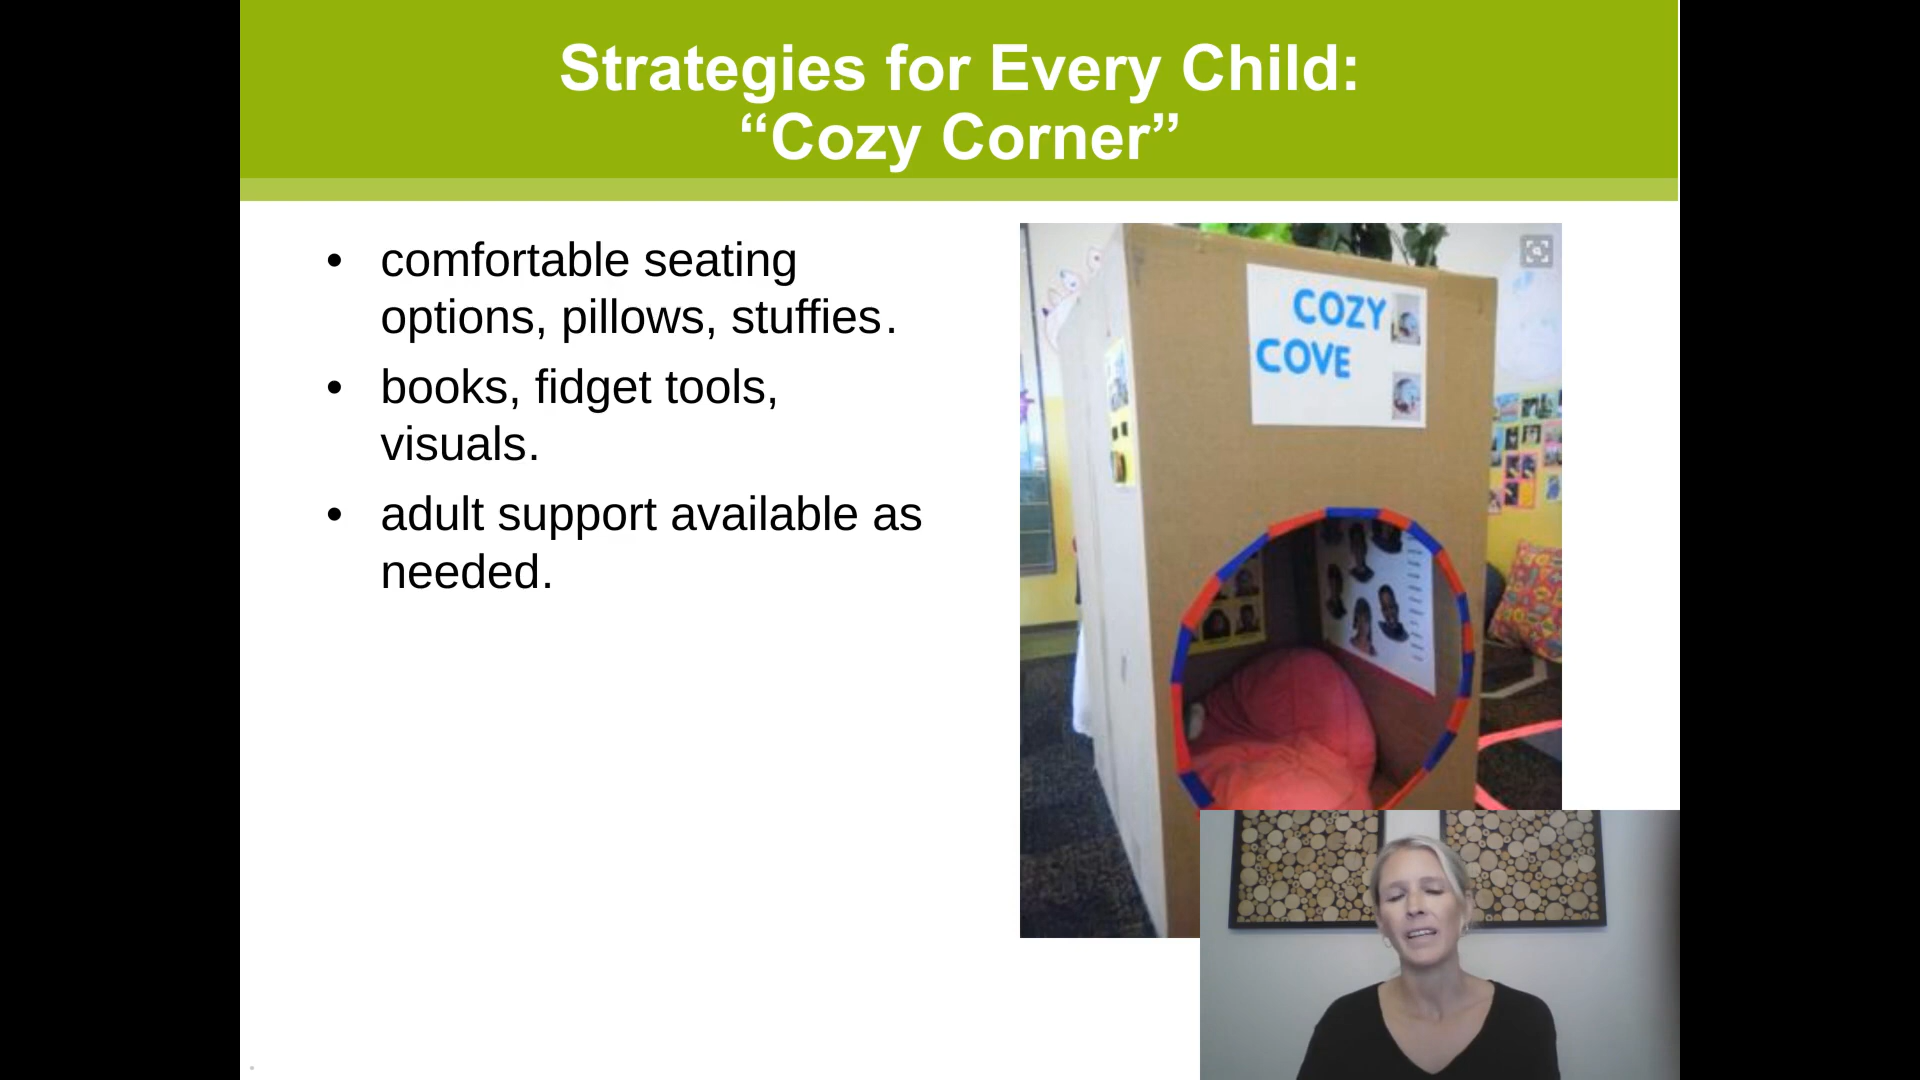 Strategies for Every Child:
“Cozy Corner”
• comfortable seating
options, pillows, stuffies.
• books, fidget tools,
visuals.
• adult support available as
needed.
COZY
COVE